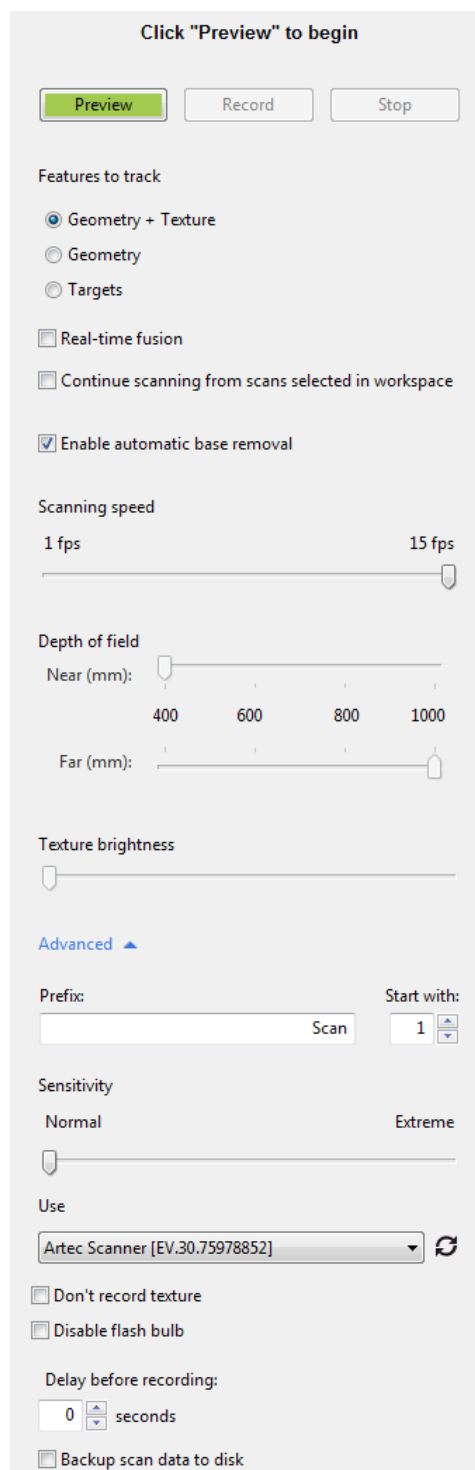 Click "Preview" to begin
Preview Record Stop
Features to track
Geometry + Texture
Geometry
Targets
Real-time fusion
Continue scanning from scans selected in workspace
Enable automatic base removal
Scanning speed
1 fps 15 fps
Depth of field
Near (mm):
400 600 800 1000
Far (mm):
Texture brightness
Advanced
Prefix: Start with:
Scan 1
Sensitivity
Normal Extreme
Use
Artec Scanner [EV.30.75978852]
Don't record texture
Disable flash bulb
Delay before recording:
0 seconds
Backup scan data to disk